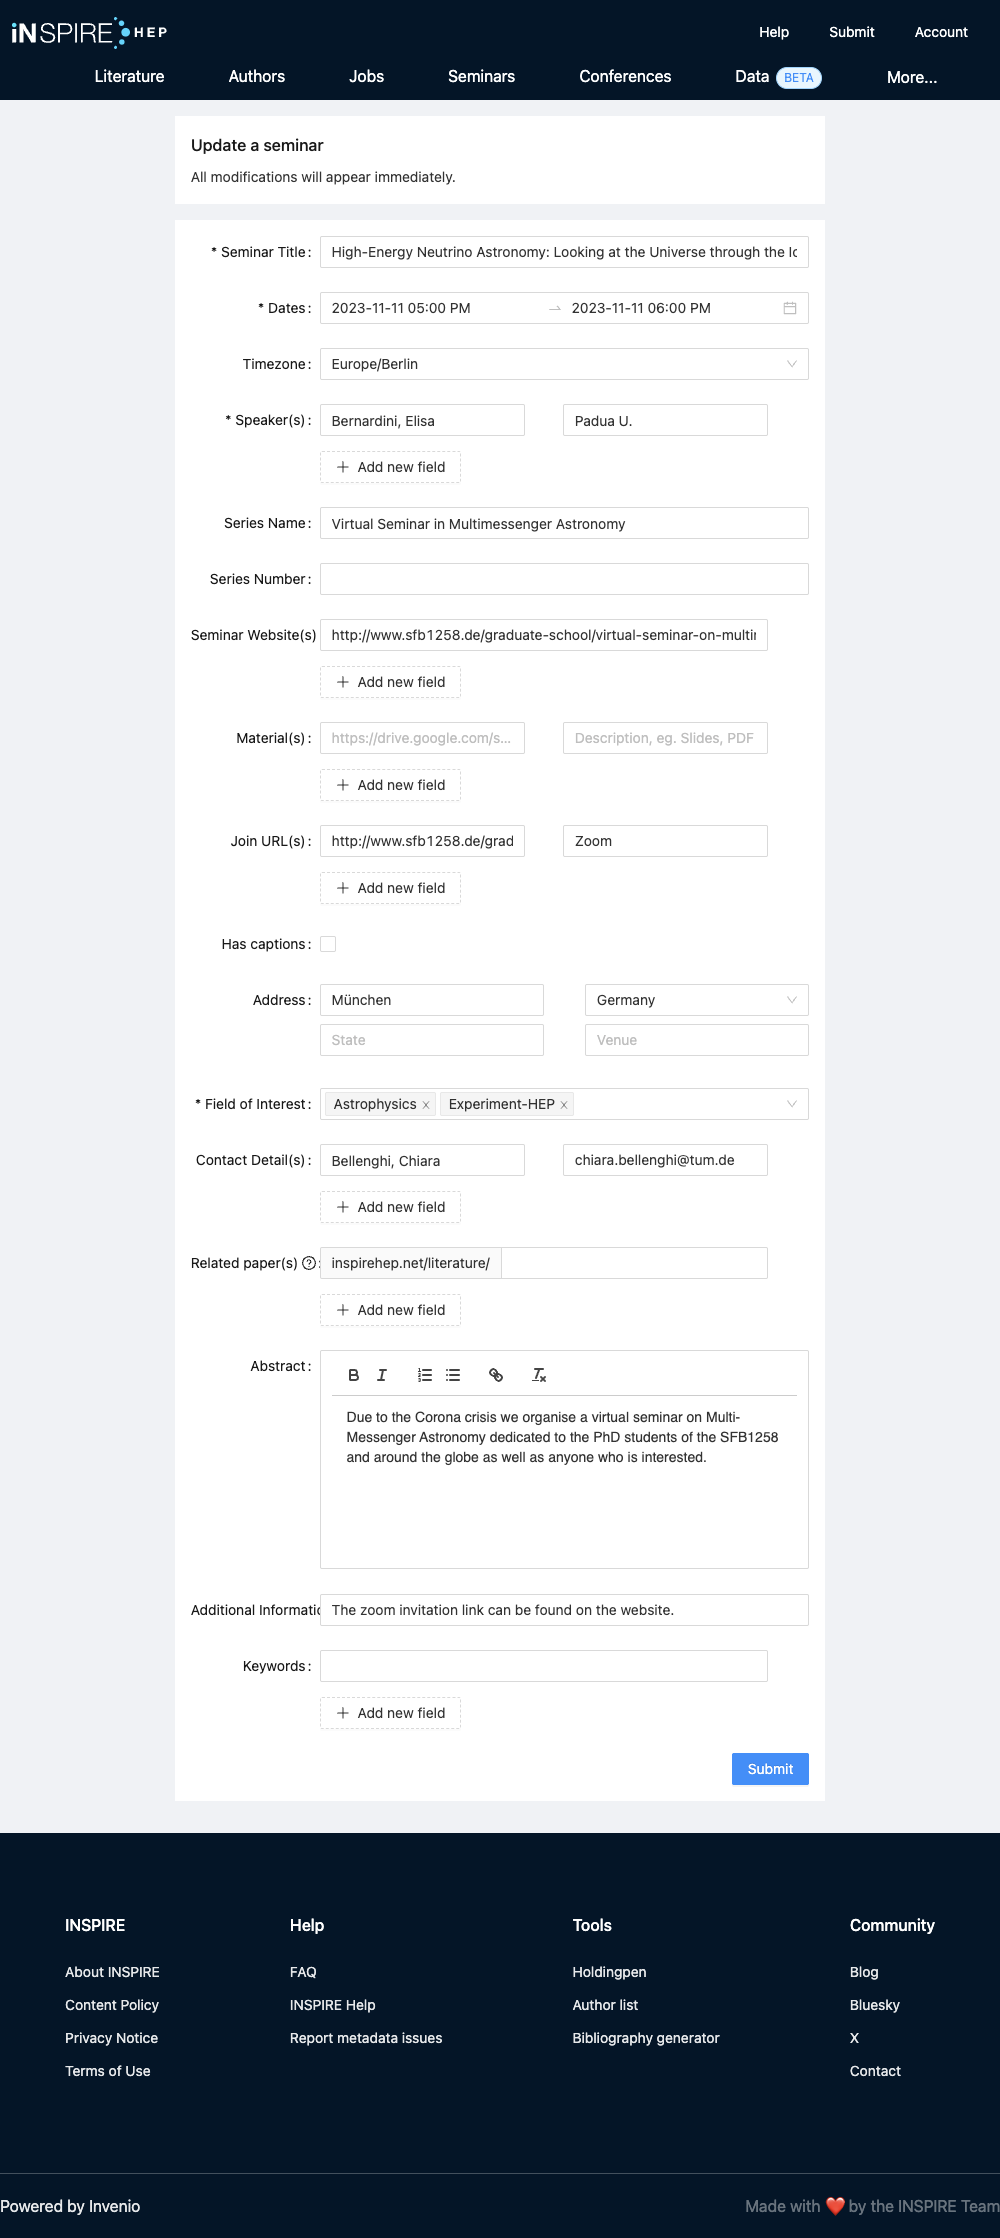 iNSPIRE HEP
Help Submit Account
Literature Authors Jobs Seminars Conferences Data BETA More...
Update a seminar
All modifications will appear immediately.
* Seminar Title: High-Energy Neutrino Astronomy: Looking at the Universe through the
* Dates: 2023-11-11 05:00 PM → 2023-11-11 06:00 PM
Timezone: Europe/Berlin
* Speaker(s): Bernardini, Elisa Padua U.
+ Add new field
Series Name: Virtual Seminar in Multimessenger Astronomy
Series Number:
Seminar Website(s) http://www.sfb1258.de/graduate-school/virtual-seminar-on-multi
+ Add new field
Material(s): https://drive.google.com/s... Description, eg. Slides, PDF
+ Add new field
Join URL(s): http://www.sfb1258.de/grad Zoom
+ Add new field
Has captions:
Address: München Germany
State Venue
* Field of Interest: Astrophysics × Experiment-HEP ×
Contact Detail(s): Bellenghi, Chiara chiara.bellenghi@tum.de
+ Add new field
Related paper(s) ? : inspirehep.net/literature/
+ Add new field
Abstract:
Due to the Corona crisis we organise a virtual seminar on Multi-
Messenger Astronomy dedicated to the PhD students of the SFB1258
and around the globe as well as anyone who is interested.
Additional Informatio The zoom invitation link can be found on the website.
Keywords:
+ Add new field
Submit
INSPIRE Help Tools Community
About INSPIRE FAQ Holdingpen Blog
Content Policy INSPIRE Help Author list Bluesky
Privacy Notice Report metadata issues Bibliography generator X
Terms of Use Contact
Powered by Invenio Made with ❤️ by the INSPIRE Team